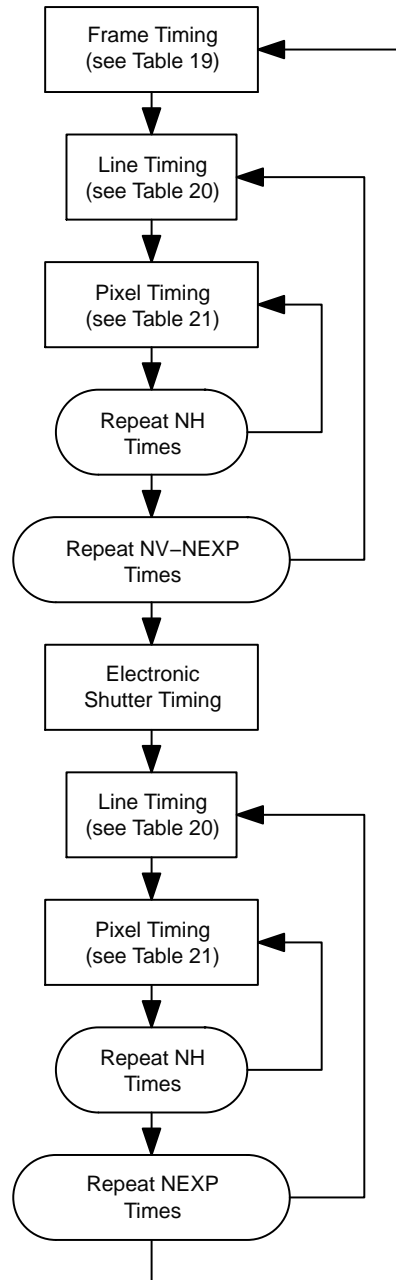 Frame Timing
(see Table 19)
Line Timing
(see Table 20)
Pixel Timing
(see Table 21)
Repeat NH
Times
Repeat NV−NEXP
Times
Electronic
Shutter Timing
Line Timing
(see Table 20)
Pixel Timing
(see Table 21)
Repeat NH
Times
Repeat NEXP
Times